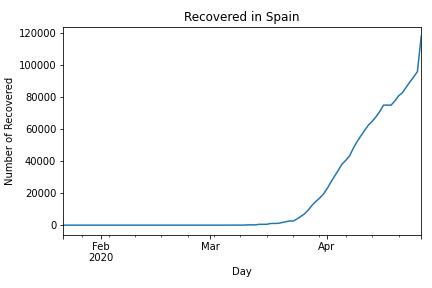 Recovered in Spain
120000
100000
80000
60000
40000
20000
0
Number of Recovered
Feb
2020
Mar
Apr
Day